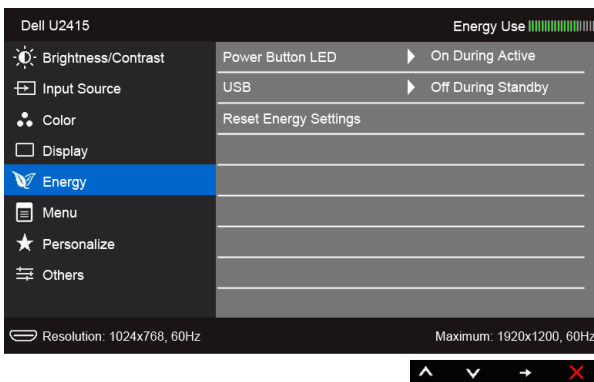 Dell U2415 Energy Use
Brightness/Contrast Power Button LED On During Active
Input Source USB Off During Standby
Color Reset Energy Settings
Display
Energy
Menu
Personalize
Others
Resolution: 1024x768, 60Hz Maximum: 1920x1200, 60Hz